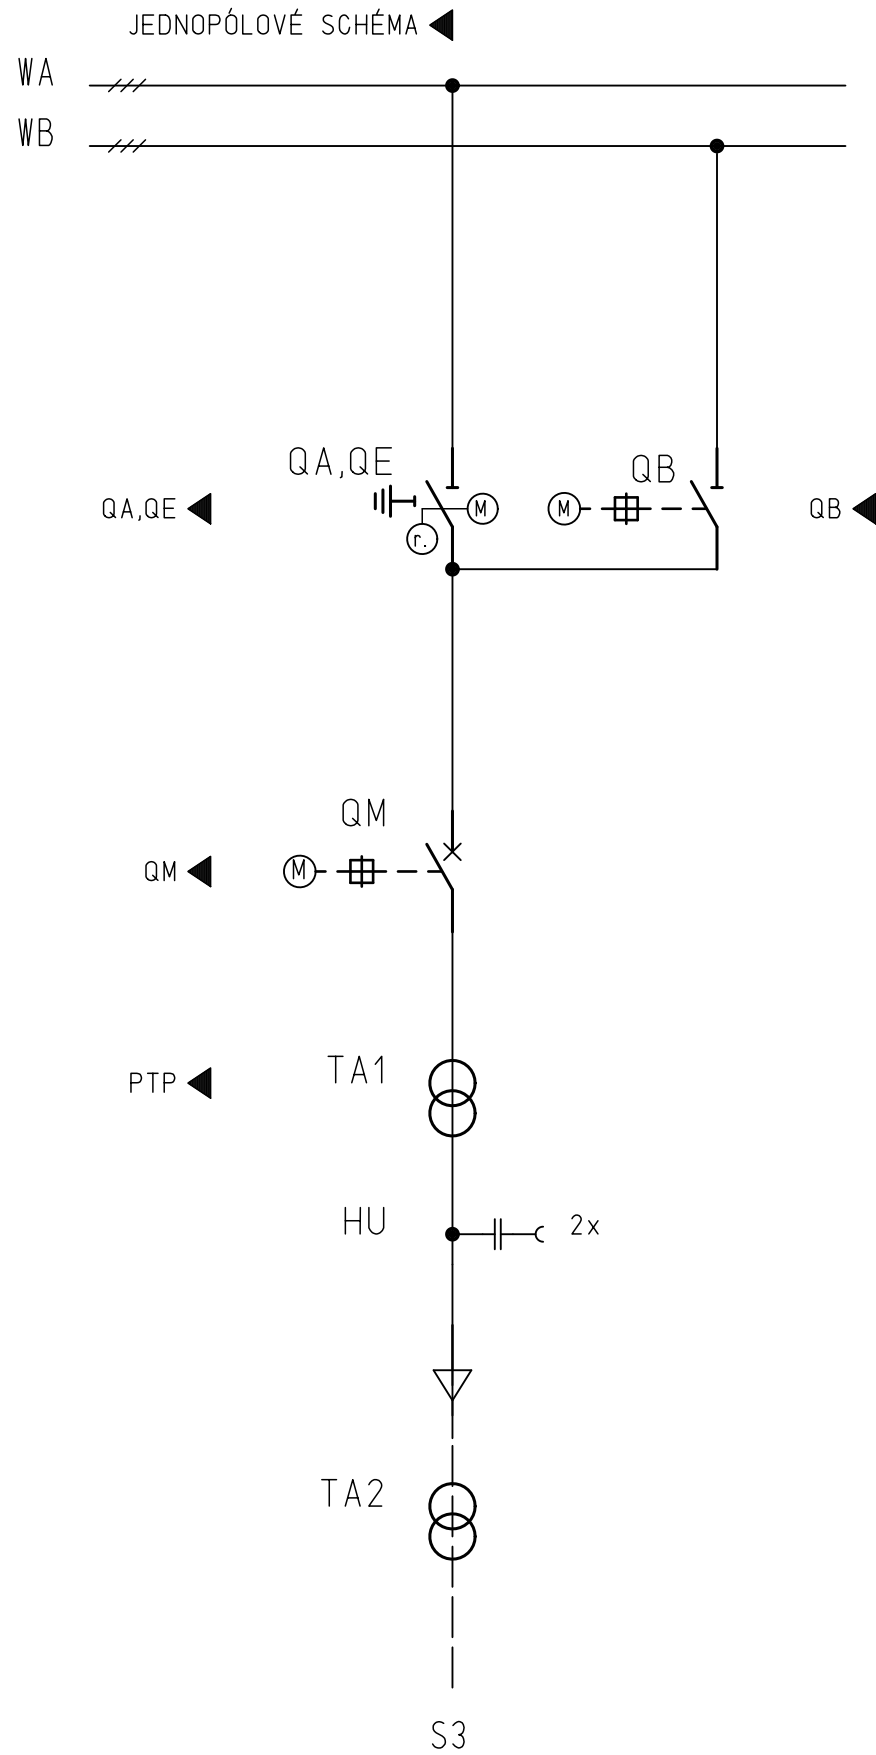 JEDNOPÓLOVÉ SCHÉMA
WA
WB
QA,QE
QB
QA,QE
M
M
QB
r.
QM
QM
M
TA1
PTP
HU
2x
TA2
S3